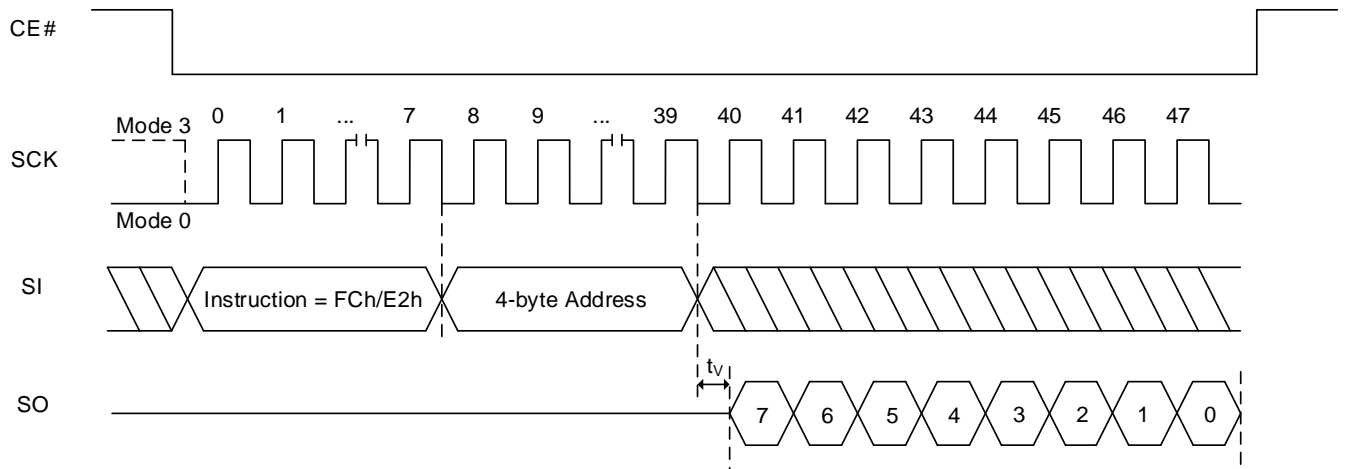 CE#
Mode 3 0 1 ... 7 8 9 ... 39 40 41 42 43 44 45 46 47
SCK
Mode 0
SI Instruction = FCh/E2h 4-byte Address
tV
SO 7 6 5 4 3 2 1 0